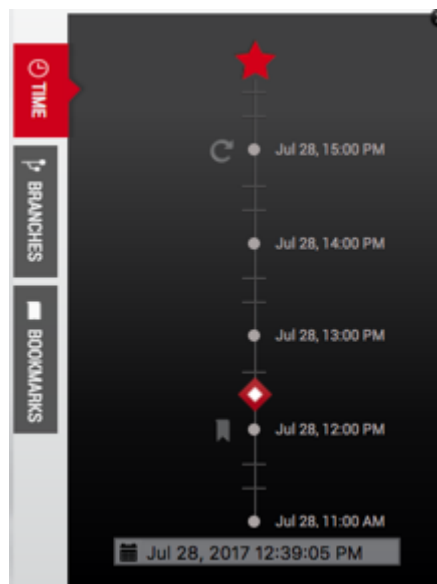 TIME
BRANCHES
BOOKMARKS
Jul 28, 15:00 PM
Jul 28, 14:00 PM
Jul 28, 13:00 PM
Jul 28, 12:00 PM
Jul 28, 11:00 AM
Jul 28, 2017 12:39:05 PM